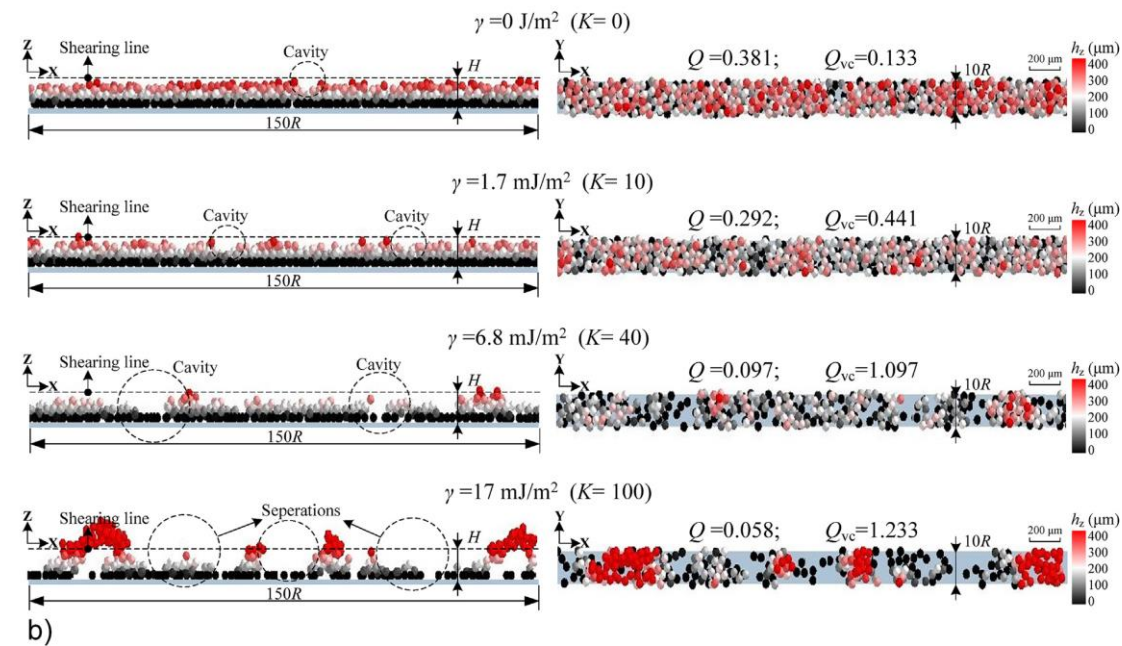 γ =0 J/m² (K= 0)
Z
Shearing line
Cavity
H
X
150R
Y
Q =0.381; Qvc=0.133
10R
200 μm
hz (μm)
400
300
200
100
0
X
γ =1.7 mJ/m² (K= 10)
Z
Shearing line
Cavity
Cavity
H
X
150R
Y
Q =0.292; Qvc=0.441
10R
200 μm
hz (μm)
400
300
200
100
0
X
γ =6.8 mJ/m² (K= 40)
Z
Shearing line
Cavity
Cavity
H
X
150R
Y
Q =0.097; Qvc=1.097
10R
200 μm
hz (μm)
400
300
200
100
0
X
γ =17 mJ/m² (K= 100)
Z
Shearing line
Seperations
H
X
150R
Y
Q =0.058; Qvc=1.233
10R
200 μm
hz (μm)
400
300
200
100
0
X
b)